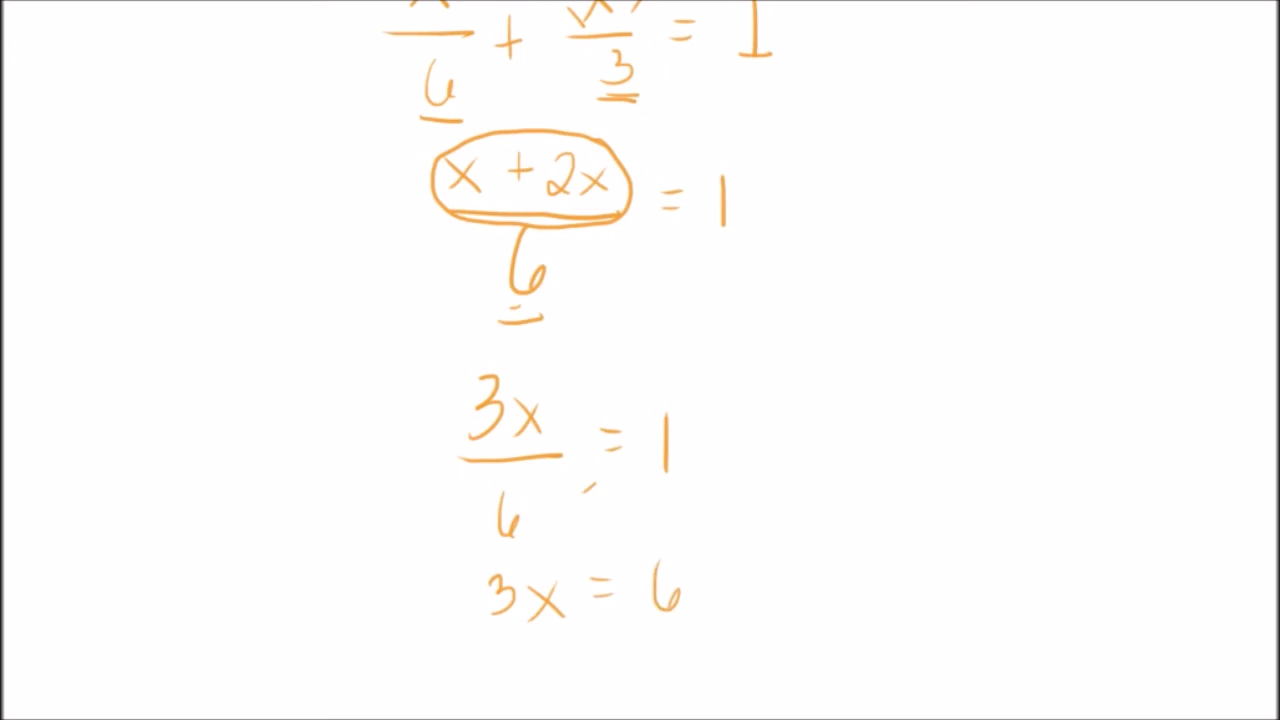 x/6 + x/3 = 1
(x + 2x)/6 = 1
3x/6 = 1
3x = 6